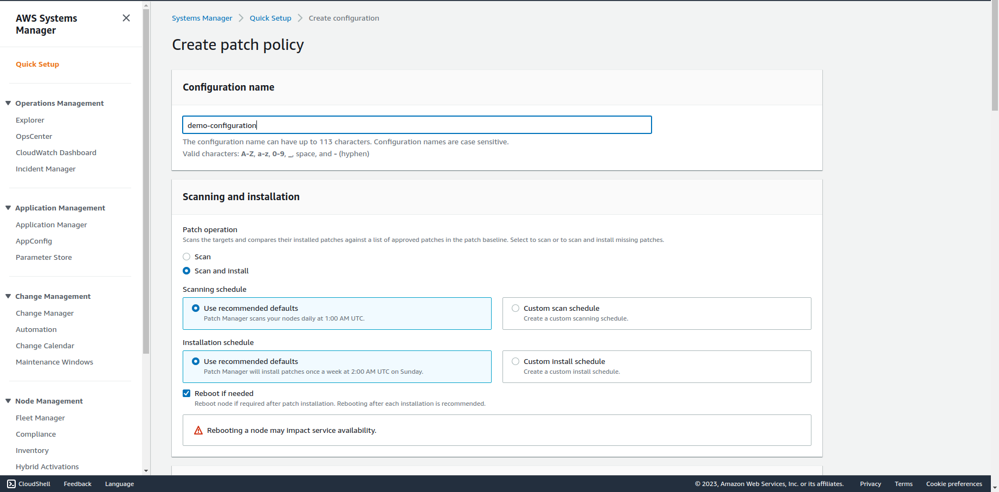 AWS Systems
Manager
Quick Setup
Operations Management
Explorer
OpsCenter
CloudWatch Dashboard
Incident Manager
Application Management
Application Manager
AppConfig
Parameter Store
Change Management
Change Manager
Automation
Change Calendar
Maintenance Windows
Node Management
Fleet Manager
Compliance
Inventory
Hybrid Activations
Systems Manager
Quick Setup
Create configuration
Create patch policy
Configuration name
demo-configuration
The configuration name can have up to 113 characters. Configuration names are case sensitive.
Valid characters: A-Z, a-z, 0-9, _, space, and - (hyphen)
Scanning and installation
Patch operation
Scans the targets and compares their installed patches against a list of approved patches in the patch baseline. Select to scan or to scan and install missing patches.
Scan
Scan and install
Scanning schedule
Use recommended defaults
Patch Manager scans your nodes daily at 1:00 AM UTC.
Custom scan schedule
Create a custom scanning schedule.
Installation schedule
Use recommended defaults
Patch Manager will install patches once a week at 2:00 AM UTC on Sunday.
Custom install schedule
Create a custom install schedule.
Reboot if needed
Reboot node if required after patch installation. Rebooting after each installation is recommended.
Rebooting a node may impact service availability.
CloudShell
Feedback
Language
© 2023, Amazon Web Services, Inc. or its affiliates.
Privacy
Terms
Cookie preferences